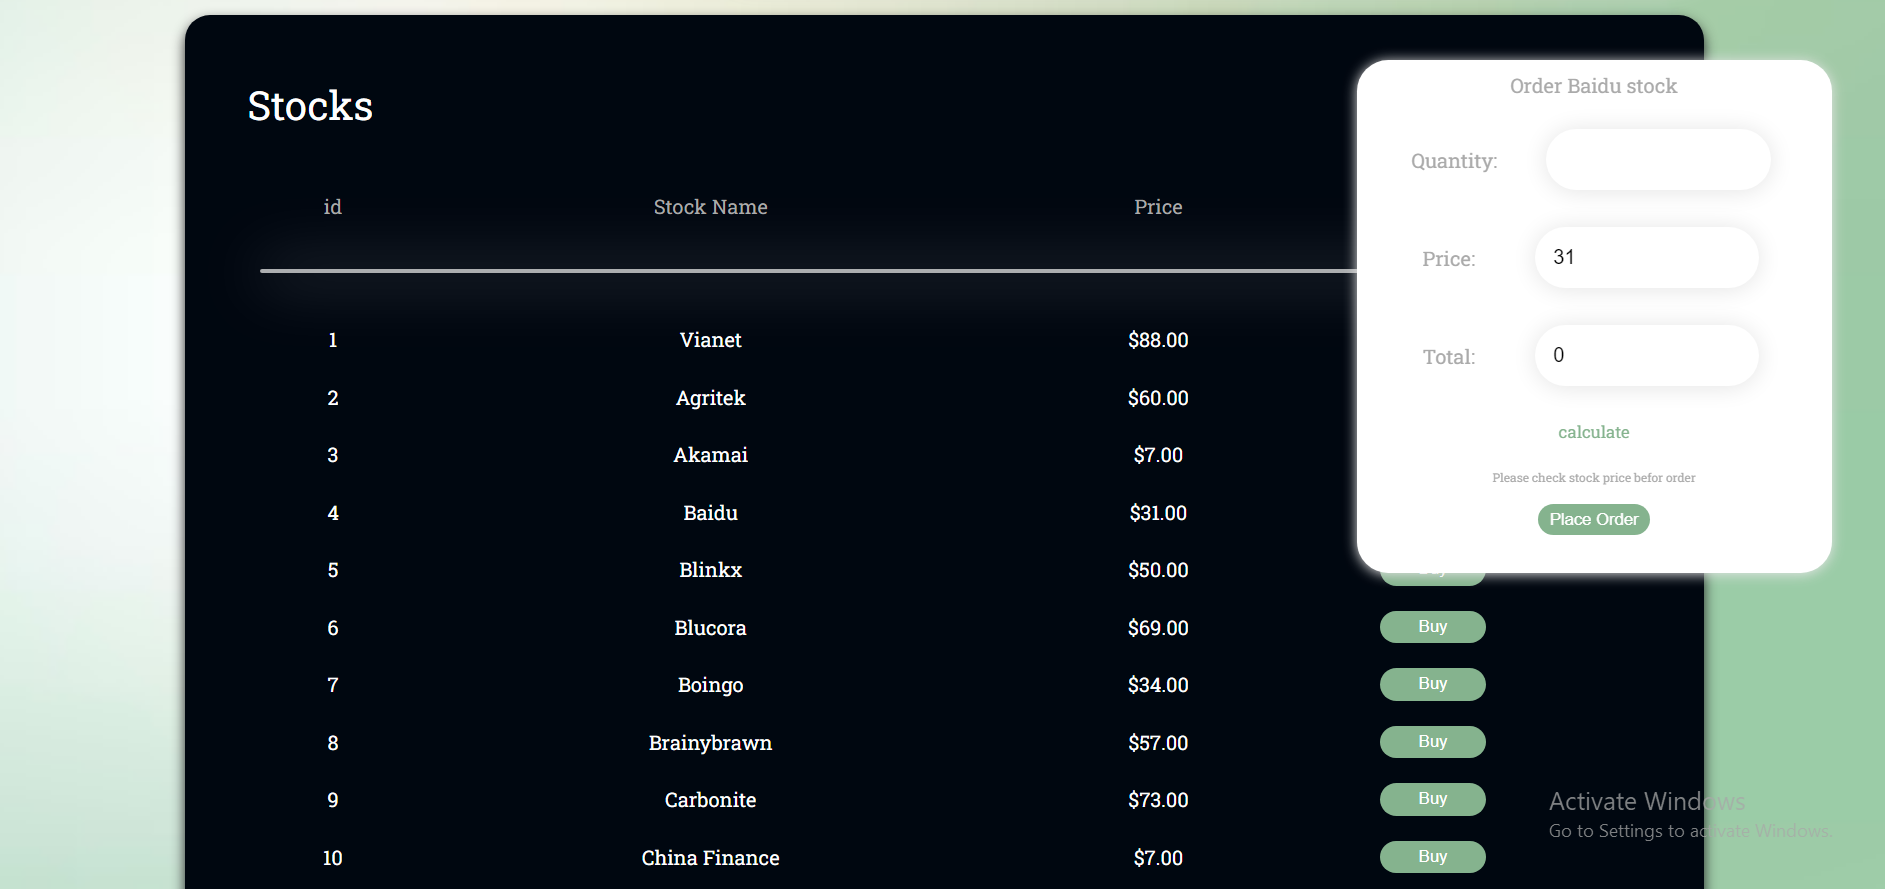 Stocks
id Stock Name Price
1 Vianet $88.00
2 Agritek $60.00
3 Akamai $7.00
4 Baidu $31.00
5 Blinkx $50.00
6 Blucora $69.00 Buy
7 Boingo $34.00 Buy
8 Brainybrawn $57.00 Buy
9 Carbonite $73.00 Buy
10 China Finance $7.00 Buy
Order Baidu stock
Quantity:
Price: 31
Total: 0
calculate
Please check stock price befor order
Place Order
Activate Windows
Go to Settings to activate Windows.